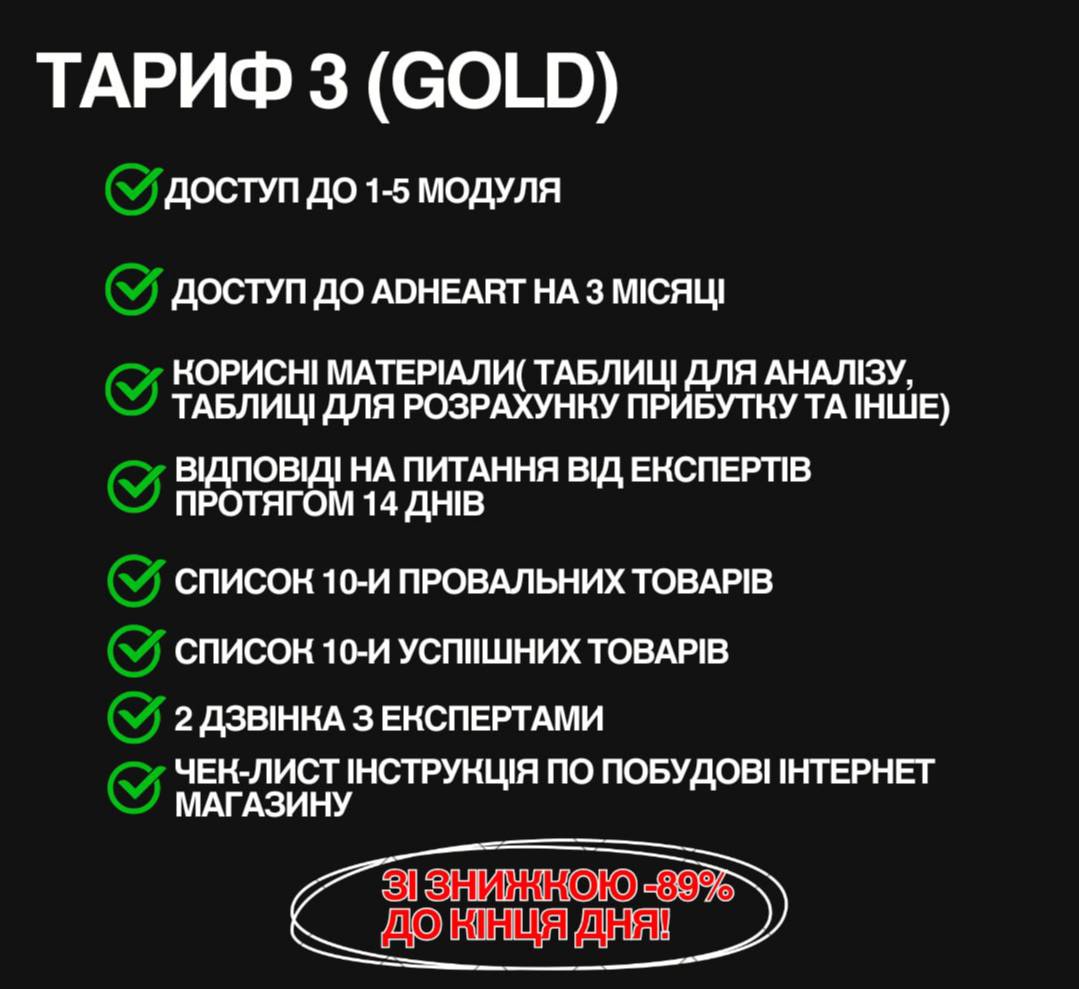 ТАРИФ 3 (GOLD)
ДОСТУП ДО 1-5 МОДУЛЯ
ДОСТУП ДО ADHEART НА 3 МІСЯЦІ
КОРИСНІ МАТЕРІАЛИ( ТАБЛИЦІ ДЛЯ АНАЛІЗУ,
ТАБЛИЦІ ДЛЯ РОЗРАХУНКУ ПРИБУТКУ ТА ІНШЕ)
ВІДПОВІДІ НА ПИТАННЯ ВІД ЕКСПЕРТІВ
ПРОТЯГОМ 14 ДНІВ
СПИСОК 10-И ПРОВАЛЬНИХ ТОВАРІВ
СПИСОК 10-И УСПІІШНИХ ТОВАРІВ
2 ДЗВІНКА З ЕКСПЕРТАМИ
ЧЕК-ЛИСТ ІНСТРУКЦІЯ ПО ПОБУДОВІ ІНТЕРНЕТ
МАГАЗИНУ
ЗІ ЗНИЖКОЮ -89%
ДО КІНЦЯ ДНЯ!